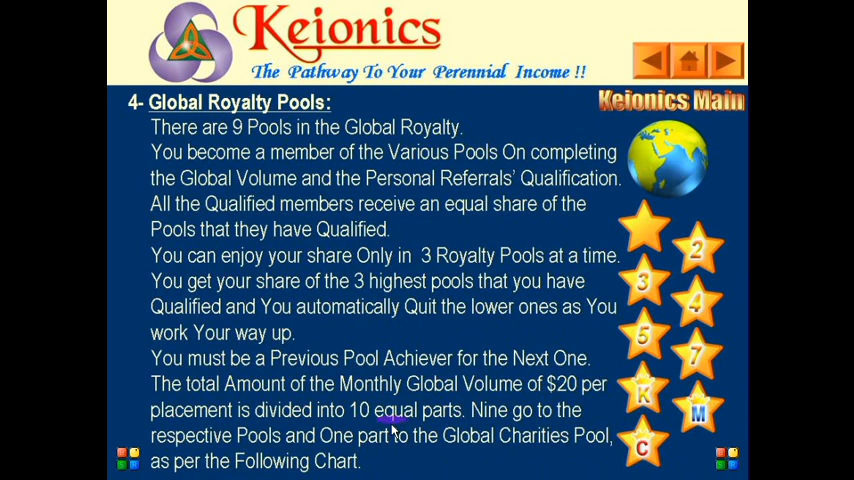 Keionics
The Pathway To Your Perennial Income !!
Keionics Main
4- Global Royalty Pools:
There are 9 Pools in the Global Royalty.
You become a member of the Various Pools On completing
the Global Volume and the Personal Referrals' Qualification.
All the Qualified members receive an equal share of the
Pools that they have Qualified.
You can enjoy your share Only in 3 Royalty Pools at a time.
You get your share of the 3 highest pools that you have
Qualified and You automatically Quit the lower ones as You
work Your way up.
You must be a Previous Pool Achiever for the Next One.
The total Amount of the Monthly Global Volume of $20 per
placement is divided into 10 equal parts. Nine go to the
respective Pools and One part to the Global Charities Pool,
as per the Following Chart.
2
3
4
5
7
K
M
C